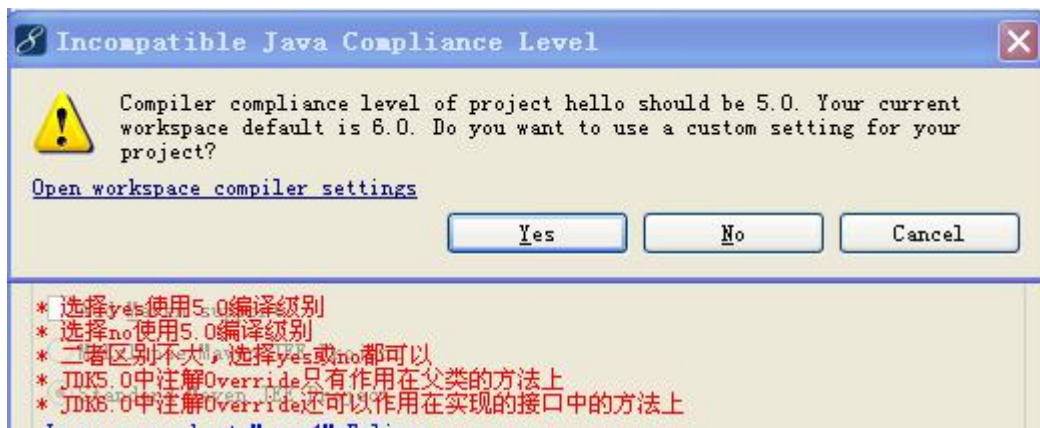 Incompatible Java Compliance Level
Compiler compliance level of project hello should be 5.0. Your current
workspace default is 6.0. Do you want to use a custom setting for your
project?
Open workspace compiler settings
Yes No Cancel
* 选择yes使用5.0编译级别
* 选择no使用5.0编译级别
* 二者区别不大，选择yes或no都可以
* JDK5.0中注解Override只有作用在父类的方法上
* JDK6.0中注解Override还可以作用在实现的接口中的方法上